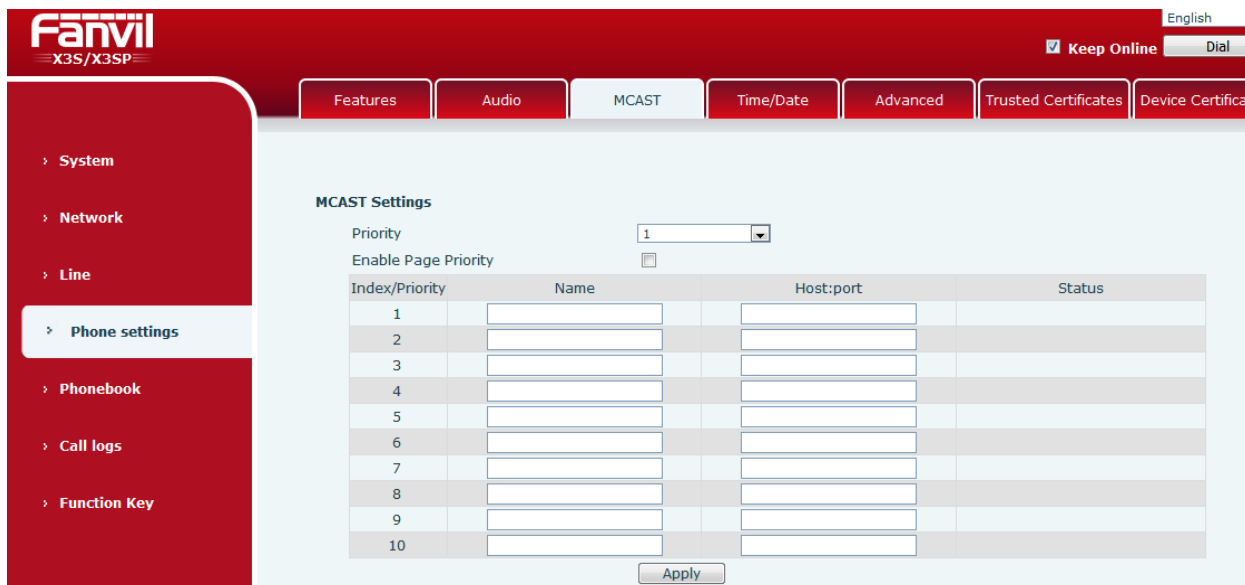 English
Fanvil
X3S/X3SP
Keep Online Dial
Features Audio MCAST Time/Date Advanced Trusted Certificates Device Certifica
› System
› Network
› Line
› Phone settings
› Phonebook
› Call logs
› Function Key
MCAST Settings
Priority 1
Enable Page Priority
Index/Priority Name Host:port Status
1
2
3
4
5
6
7
8
9
10
Apply